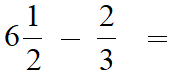 6 1/2 − 2/3 =